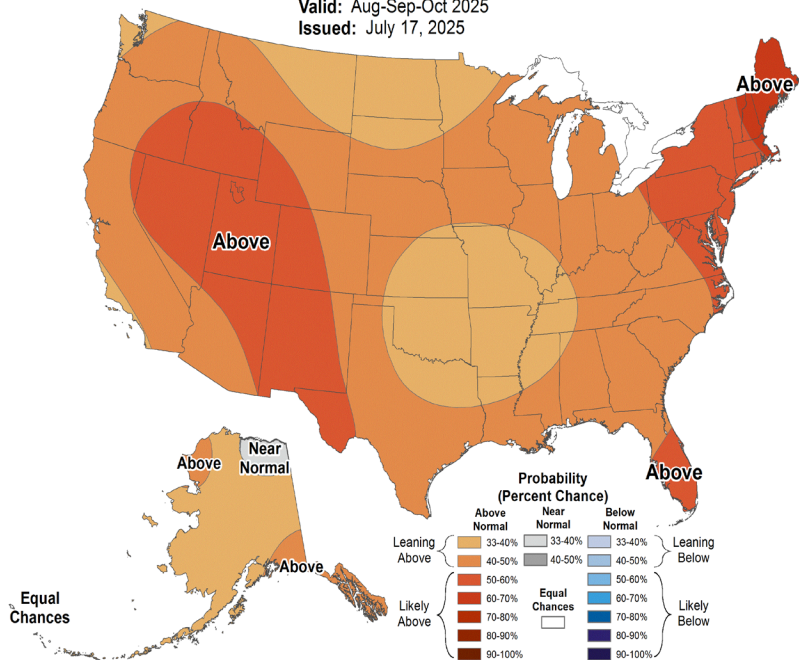 Valid: Aug-Sep-Oct 2025
Issued: July 17, 2025
Above
Above
Above
Above
Near
Normal
Above
Equal
Chances
Probability
(Percent Chance)
Above
Normal
Near
Normal
Below
Normal
Leaning
Above
33-40%
33-40%
33-40%
Leaning
Below
40-50%
40-50%
40-50%
Likely
Above
50-60%
50-60%
Likely
Below
60-70%
60-70%
70-80%
70-80%
80-90%
80-90%
90-100%
90-100%
Equal
Chances